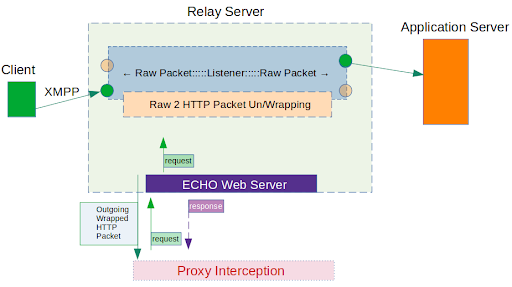 Relay Server
Application Server
Client
XMPP
← Raw Packet:::::Listener:::::Raw Packet →
Raw 2 HTTP Packet Un/Wrapping
request
ECHO Web Server
Outgoing
Wrapped
HTTP
Packet
response
request
Proxy Interception